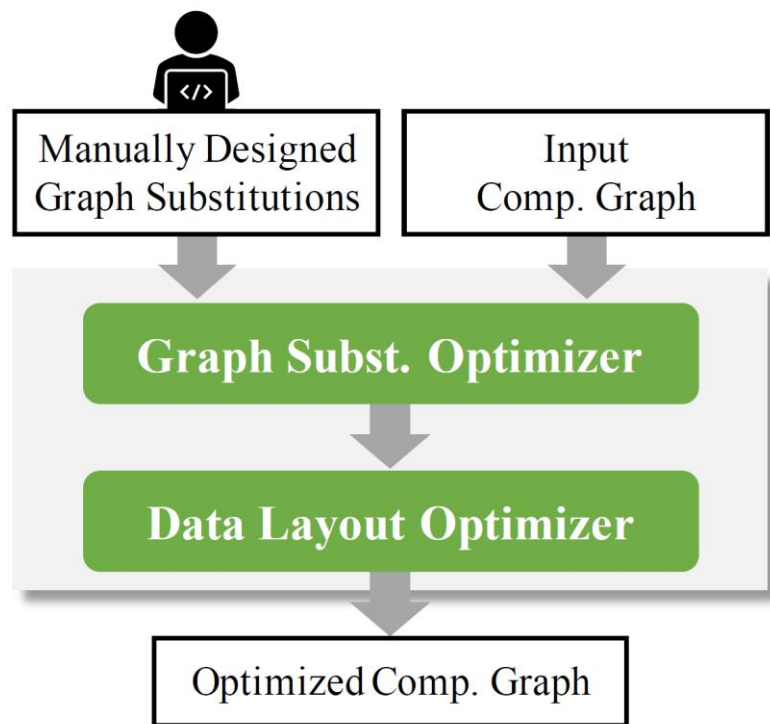 </>
Manually Designed
Graph Substitutions
Input
Comp. Graph
Graph Subst. Optimizer
Data Layout Optimizer
Optimized Comp. Graph